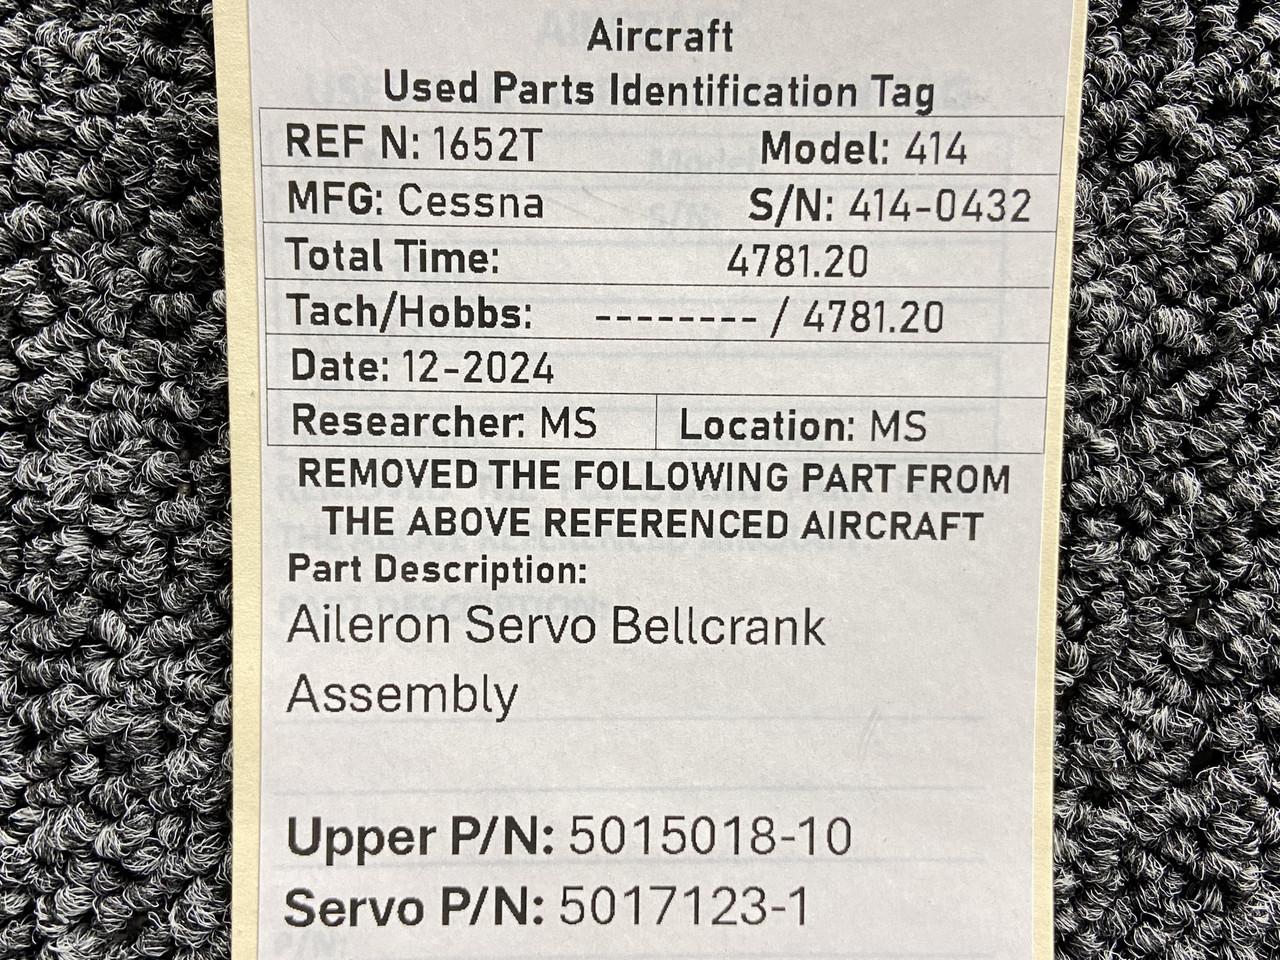 Aircraft
Used Parts Identification Tag
REF N: 1652T Model: 414
MFG: Cessna S/N: 414-0432
Total Time: 4781.20
Tach/Hobbs: -------- / 4781.20
Date: 12-2024
Researcher: MS Location: MS
REMOVED THE FOLLOWING PART FROM
THE ABOVE REFERENCED AIRCRAFT
Part Description:
Aileron Servo Bellcrank
Assembly
Upper P/N: 5015018-10
Servo P/N: 5017123-1